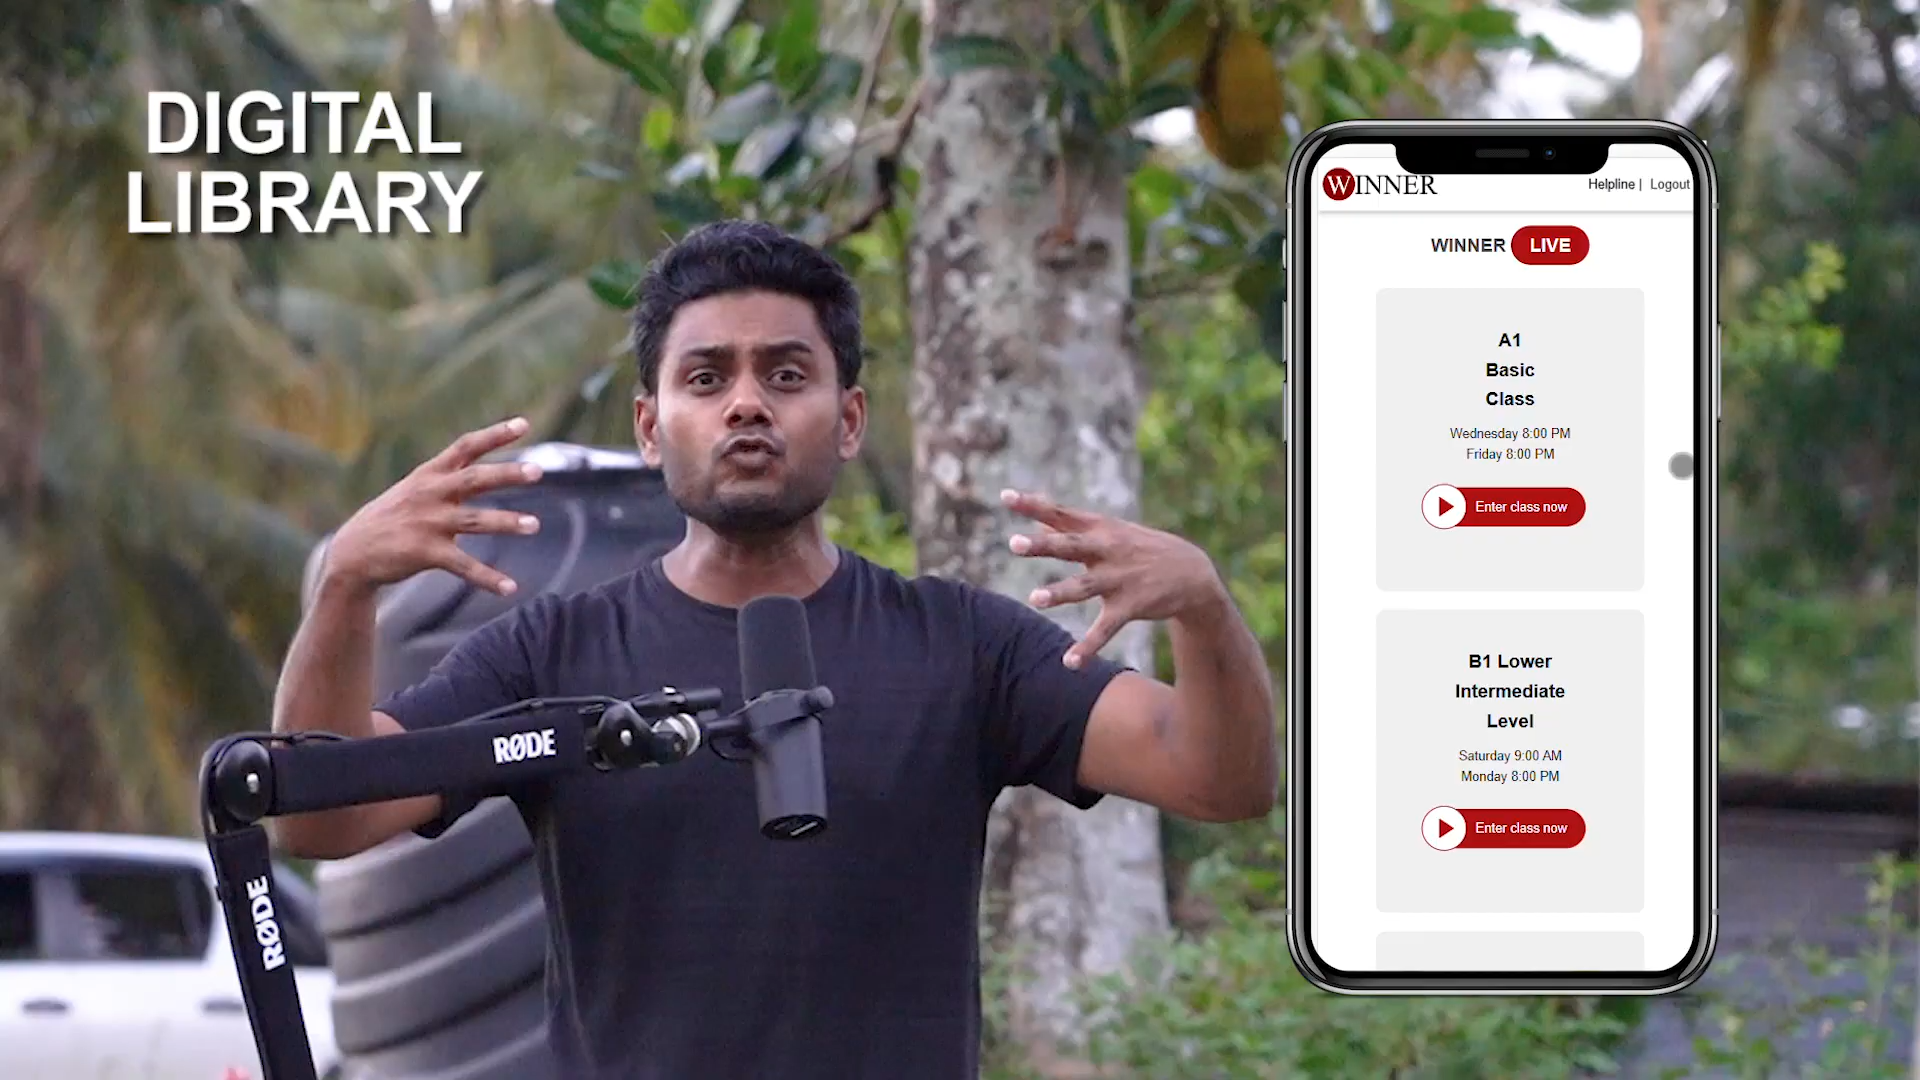 DIGITAL
LIBRARY
WINNER
Helpline | Logout
WINNER LIVE
A1
Basic
Class
Wednesday 8:00 PM
Friday 8:00 PM
Enter class now
B1 Lower
Intermediate
Level
Saturday 9:00 AM
Monday 8:00 PM
Enter class now
RØDE
RØDE